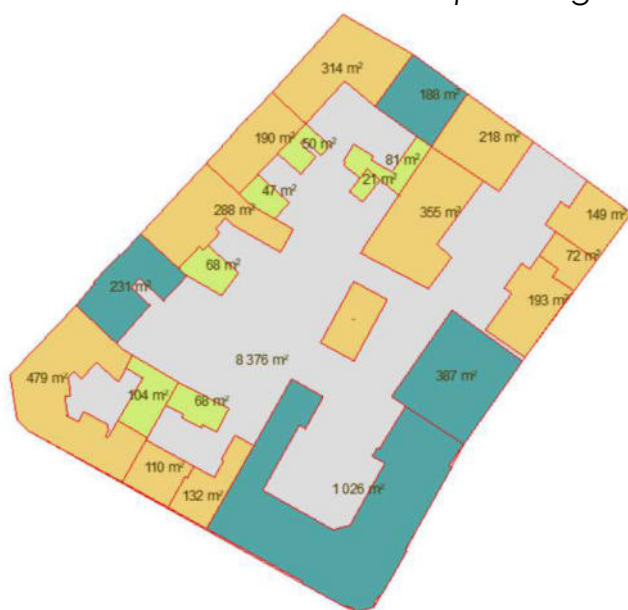 314 m²
188 m²
190 m²
50 m²
218 m²
81 m²
21 m²
47 m²
288 m²
355 m²
149 m²
72 m²
68 m²
231 m²
193 m²
-
8 376 m²
479 m²
387 m²
104 m²
68 m²
110 m²
132 m²
1 026 m²